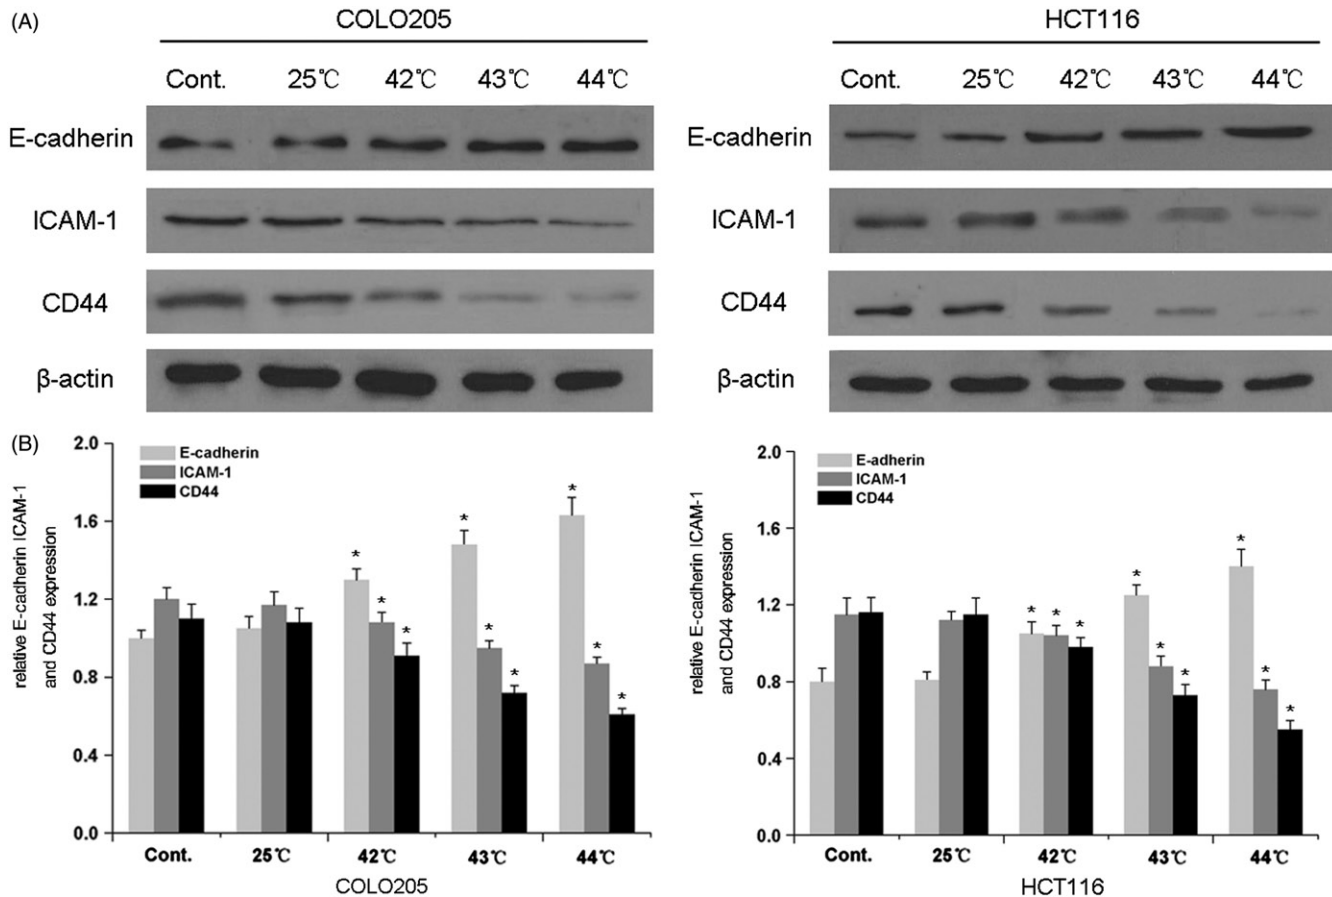 (A)
COLO205
Cont. 25℃ 42℃ 43℃ 44℃
E-cadherin
ICAM-1
CD44
β-actin
HCT116
Cont. 25℃ 42℃ 43℃ 44℃
E-cadherin
ICAM-1
CD44
β-actin
(B)
relative E-cadherin ICAM-1
and CD44 expression
2.0
1.6
1.2
0.8
0.4
0.0
E-cadherin
ICAM-1
CD44
* * * * * * * * *
Cont. 25℃ 42℃ 43℃ 44℃
COLO205
relative E-cadherin ICAM-1
and CD44 expression
2.0
1.6
1.2
0.8
0.4
0.0
E-adherin
ICAM-1
CD44
* * * * * * * * *
Cont. 25℃ 42℃ 43℃ 44℃
HCT116